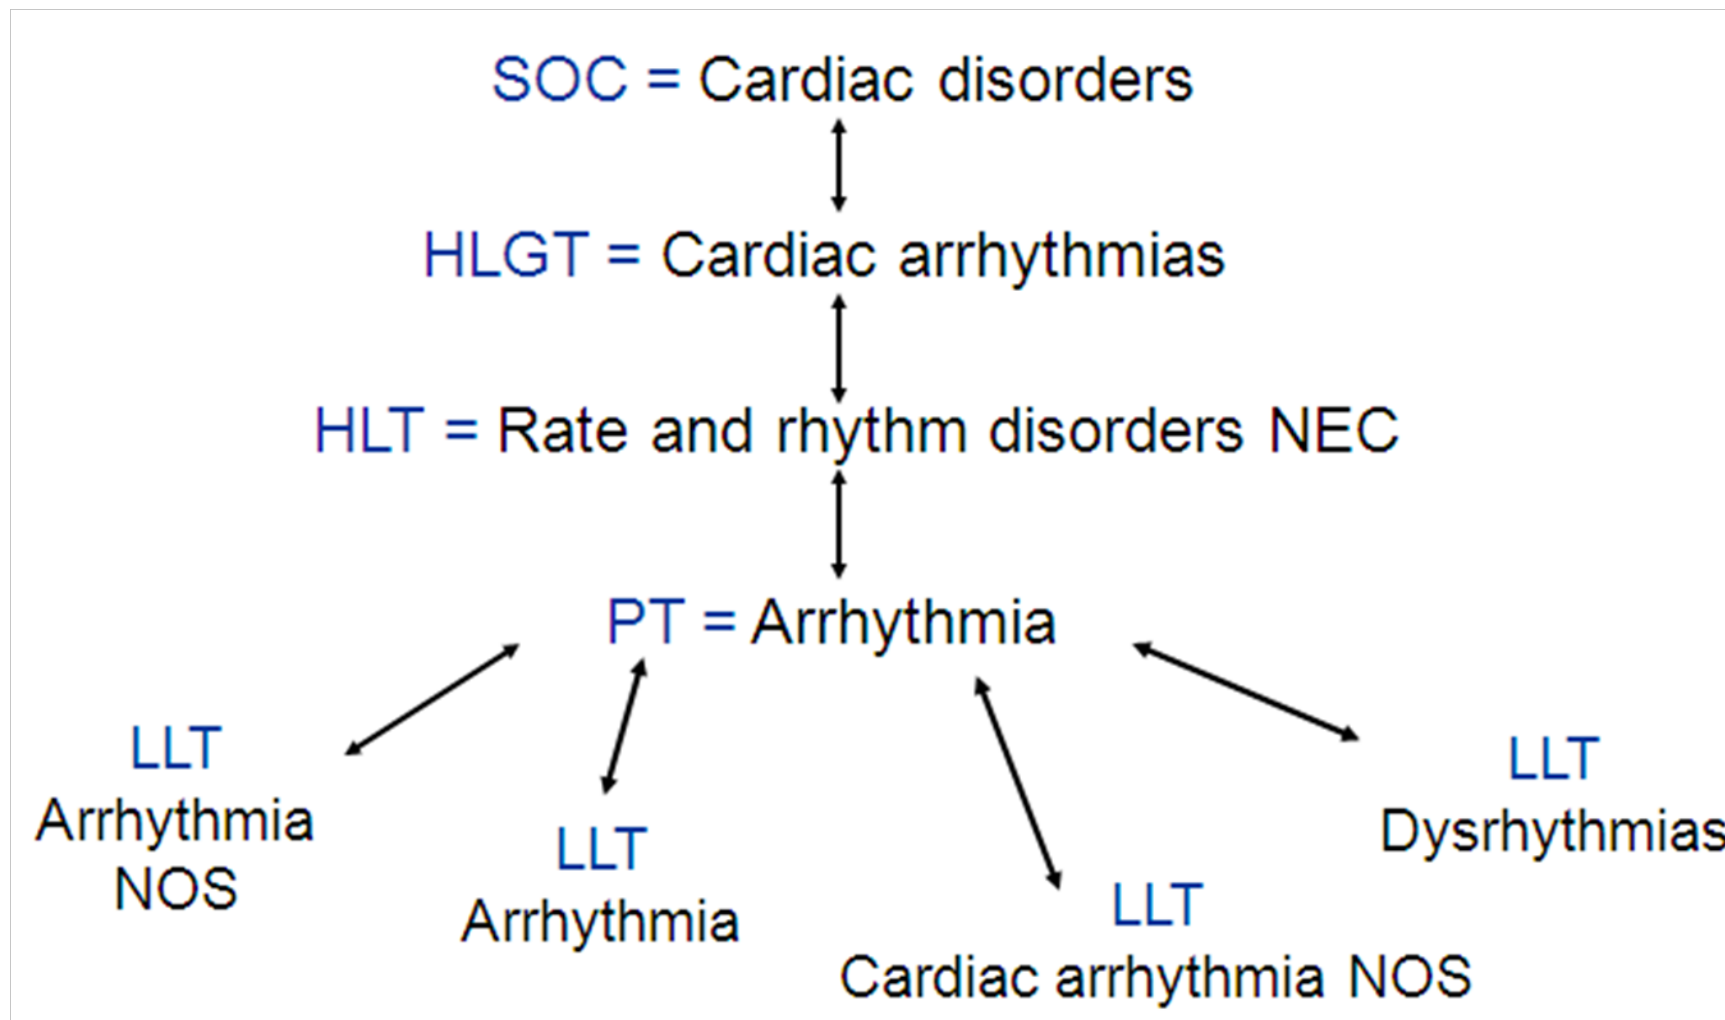 SOC = Cardiac disorders
HLGT = Cardiac arrhythmias
HLT = Rate and rhythm disorders NEC
PT = Arrhythmia
LLT
Arrhythmia
NOS
LLT
Arrhythmia
LLT
Cardiac arrhythmia NOS
LLT
Dysrhythmias